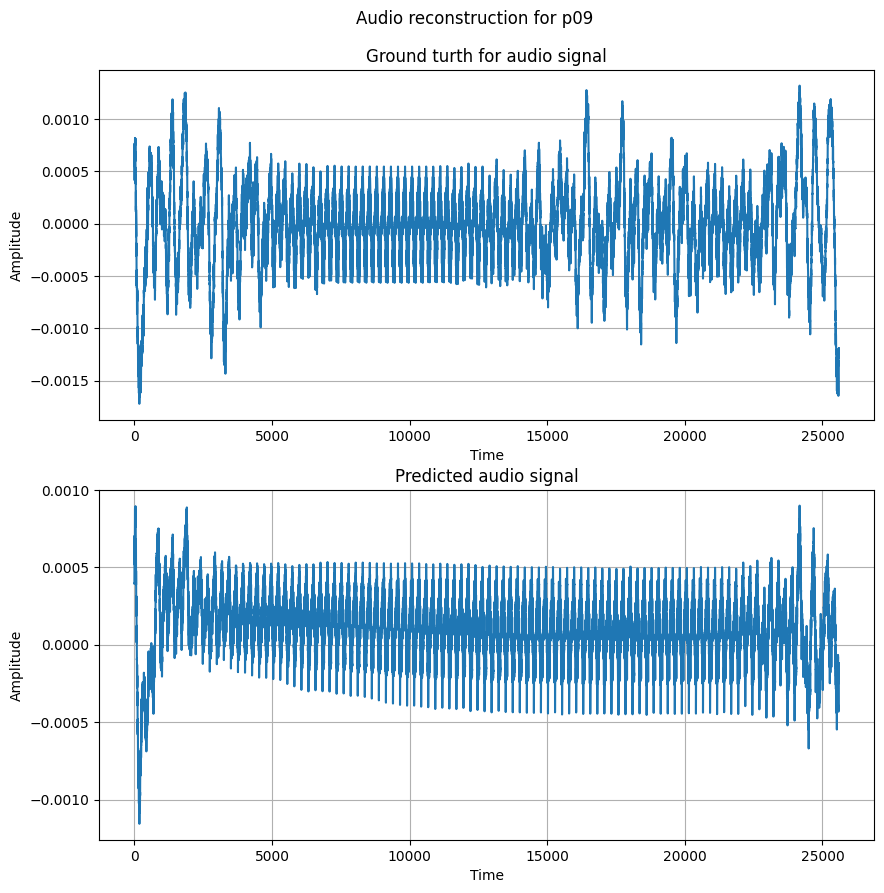 Audio reconstruction for p09
Ground turth for audio signal
0.0010
0.0005
0.0000
−0.0005
−0.0010
−0.0015
Amplitude
0 5000 10000 15000 20000 25000
Time
Predicted audio signal
0.0010
0.0005
0.0000
−0.0005
−0.0010
Amplitude
0 5000 10000 15000 20000 25000
Time